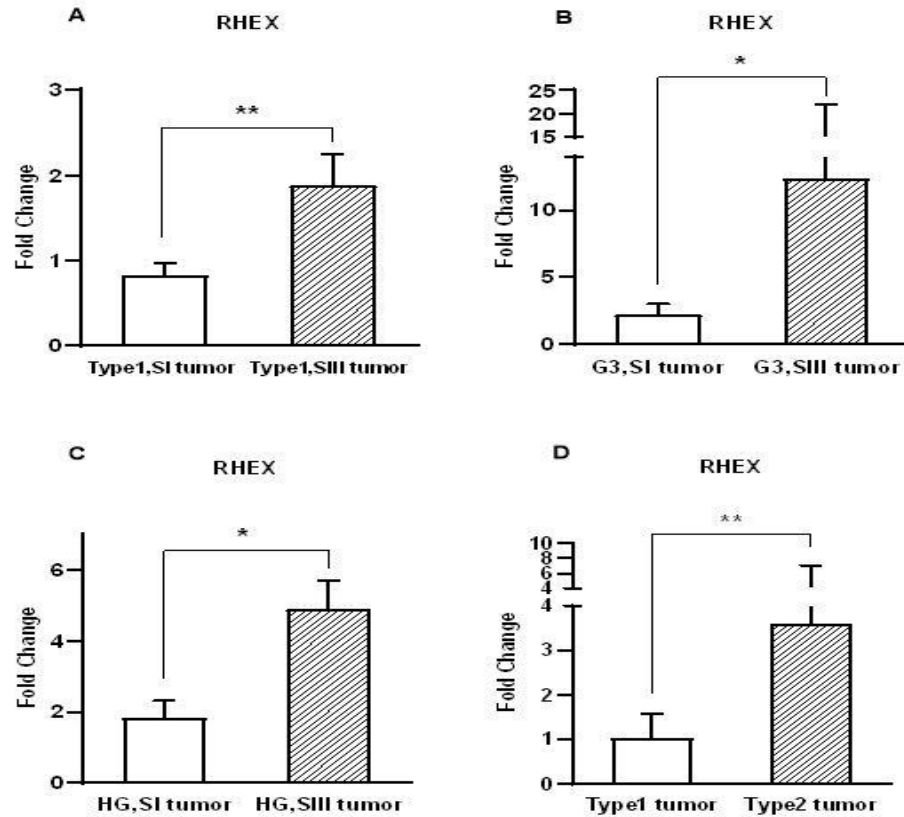 A
RHEX
3
2
1
0
Fold Change
**
Type1,SI tumor Type1,SIII tumor
B
RHEX
25
20
15
10
5
0
Fold Change
*
G3,SI tumor G3,SIII tumor
C
RHEX
6
4
2
0
Fold Change
*
HG,SI tumor HG,SIII tumor
D
RHEX
10
8
6
4
4
3
2
1
0
Fold Change
**
Type1 tumor Type2 tumor